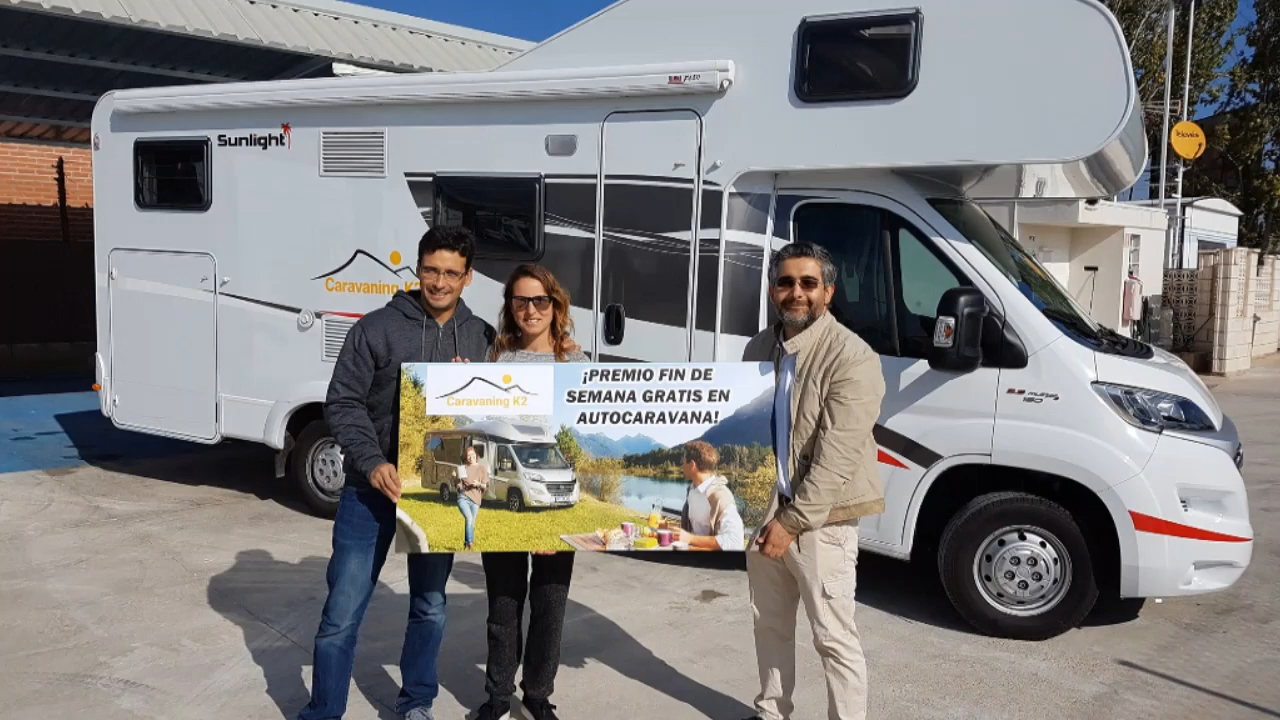 Sunlight
Caravaning K2
Caravaning K2
¡PREMIO FIN DE
SEMANA GRATIS EN
AUTOCARAVANA!